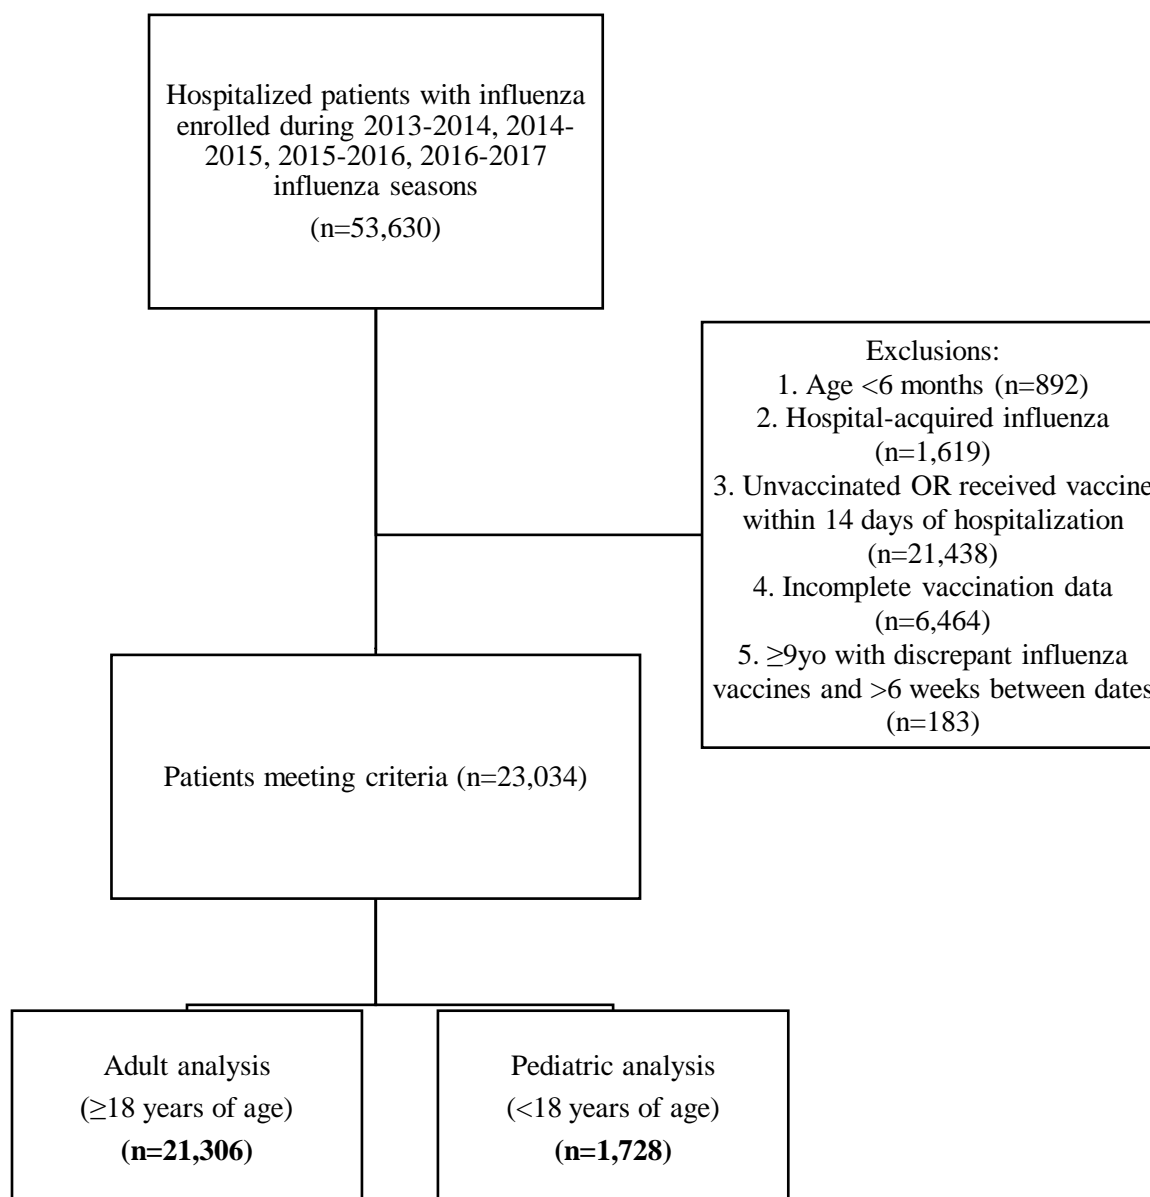 Hospitalized patients with influenza
enrolled during 2013-2014, 2014-
2015, 2015-2016, 2016-2017
influenza seasons
(n=53,630)
Exclusions:
1. Age <6 months (n=892)
2. Hospital-acquired influenza
(n=1,619)
3. Unvaccinated OR received vaccine
within 14 days of hospitalization
(n=21,438)
4. Incomplete vaccination data
(n=6,464)
5. ≥9yo with discrepant influenza
vaccines and >6 weeks between dates
(n=183)
Patients meeting criteria (n=23,034)
Adult analysis
(≥18 years of age)
(n=21,306)
Pediatric analysis
(<18 years of age)
(n=1,728)